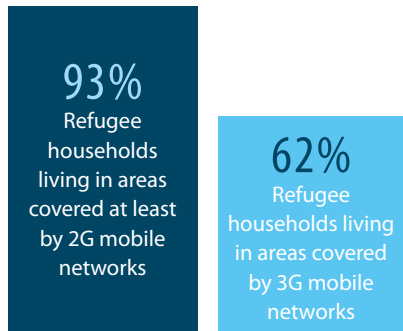 93%
Refugee
households
living in areas
covered at least
by 2G mobile
networks
62%
Refugee
households living
in areas covered
by 3G mobile
networks